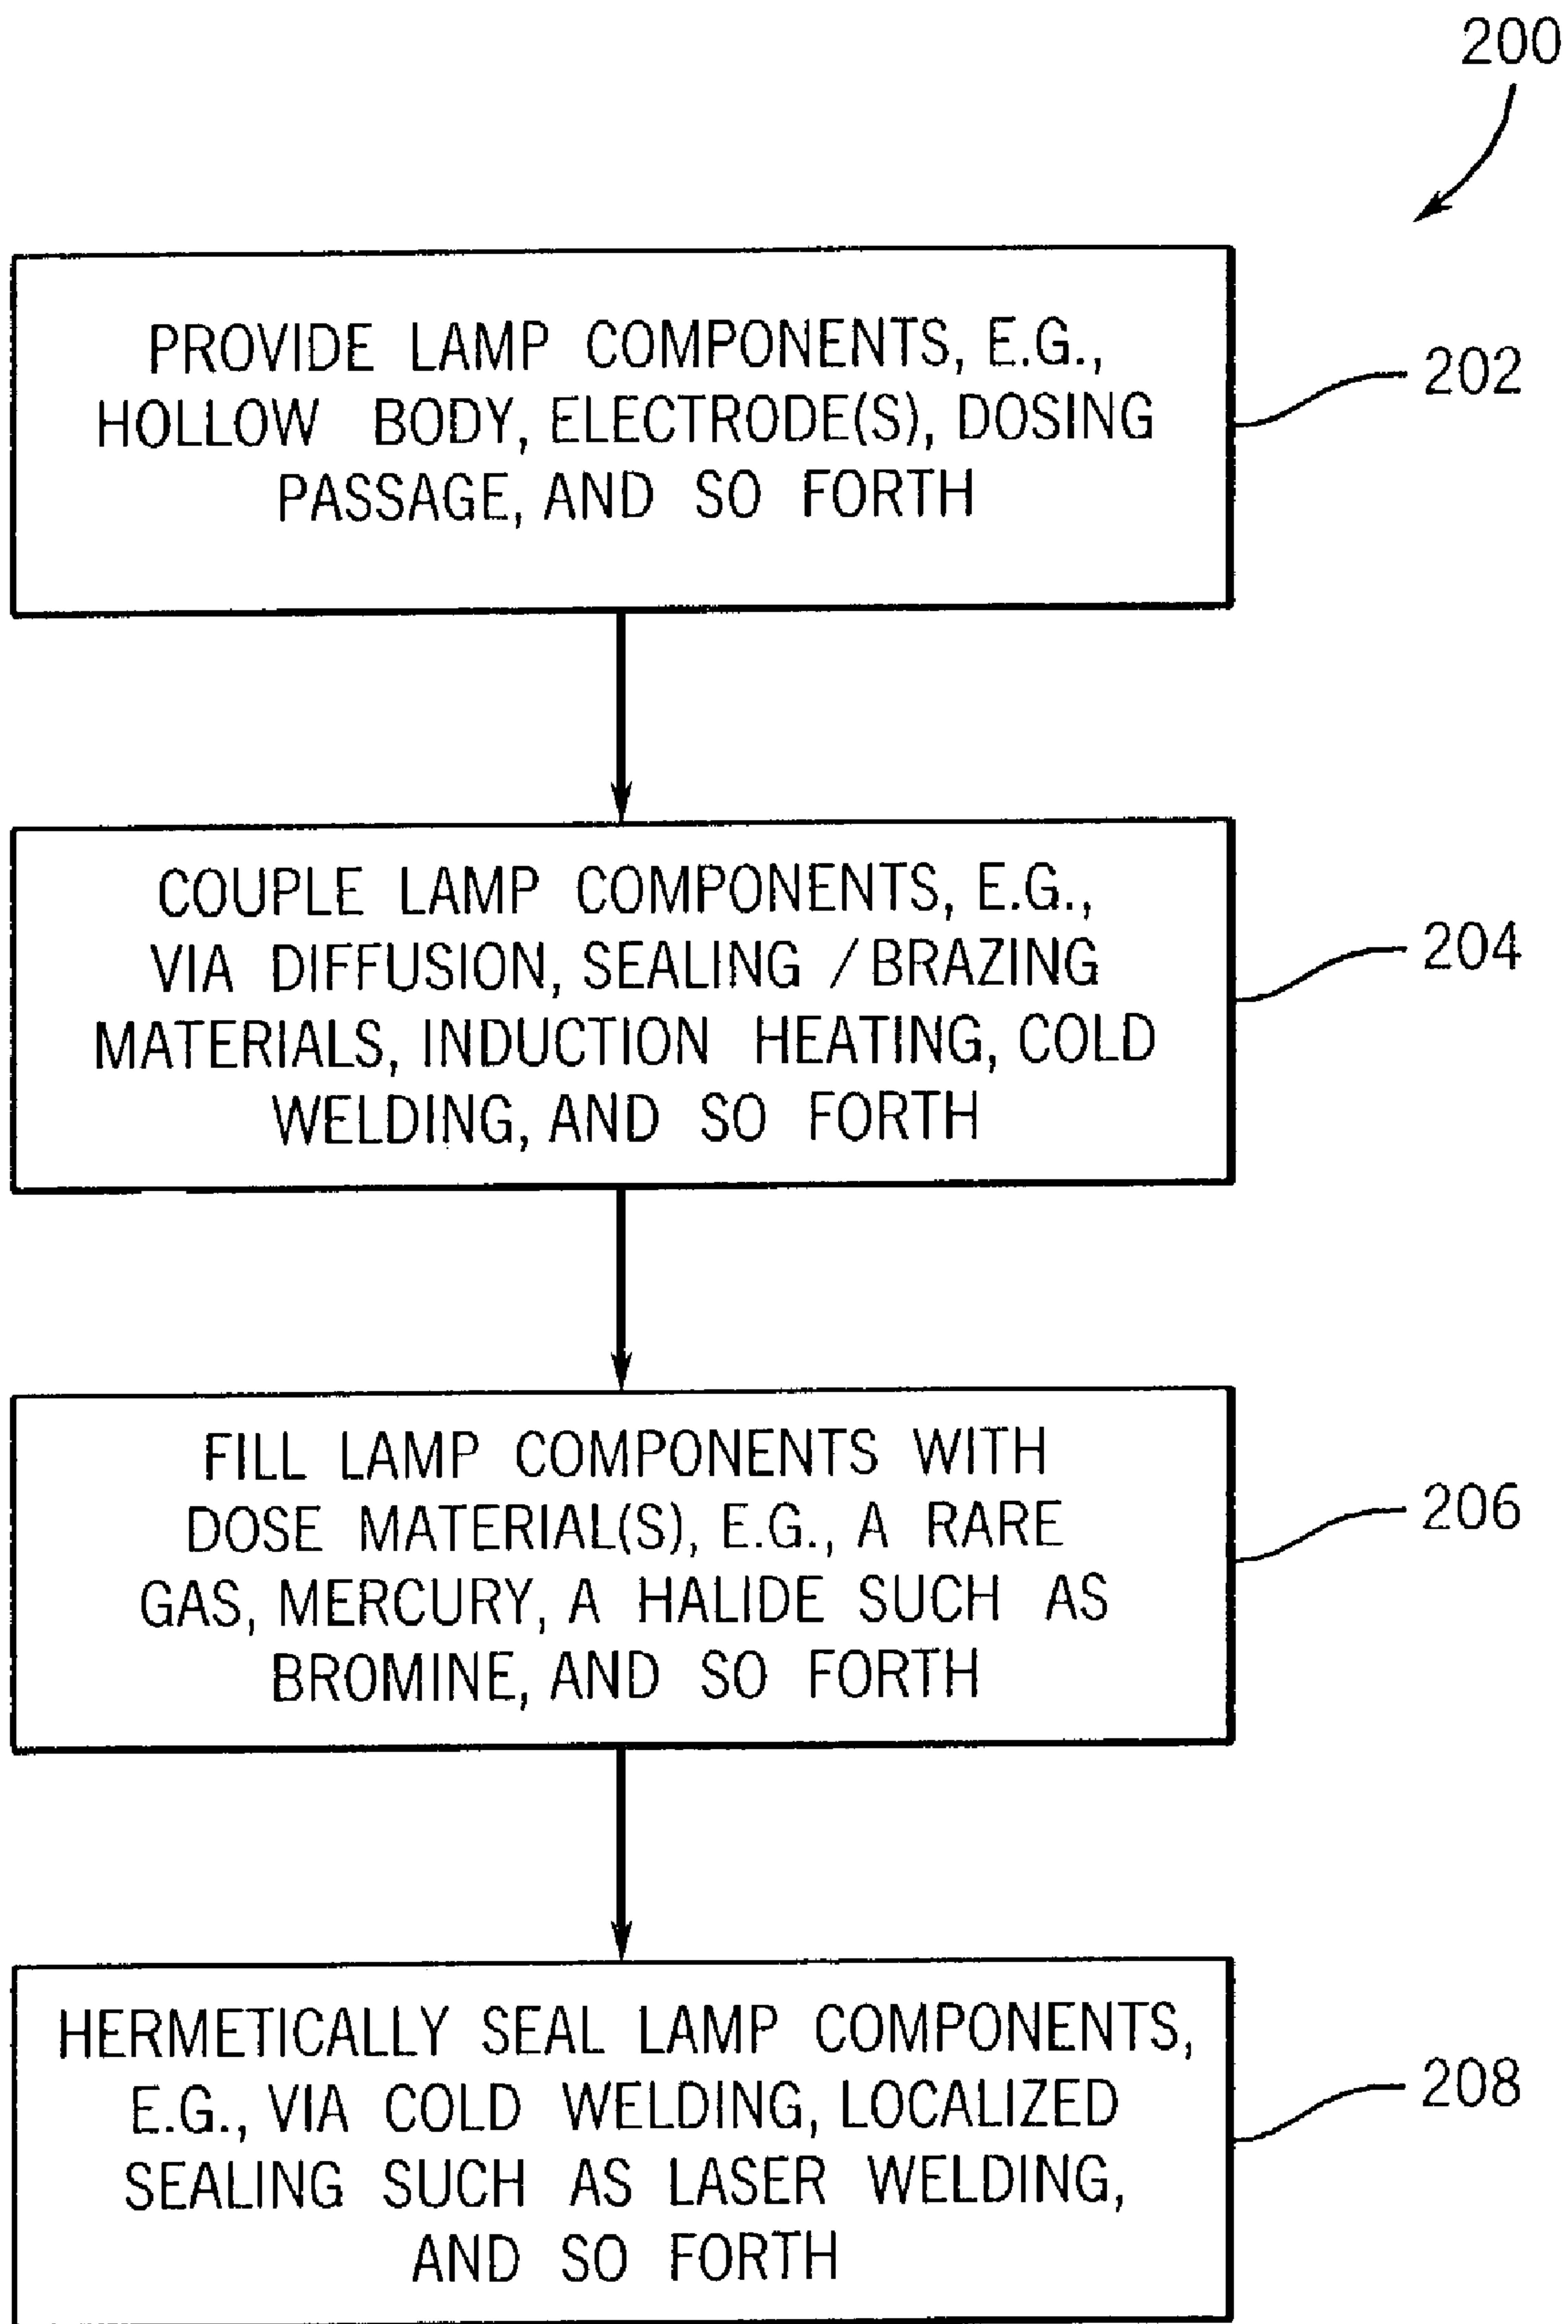 200
PROVIDE LAMP COMPONENTS, E.G.,
HOLLOW BODY, ELECTRODE(S), DOSING
PASSAGE, AND SO FORTH
202
COUPLE LAMP COMPONENTS, E.G.,
VIA DIFFUSION, SEALING / BRAZING
MATERIALS, INDUCTION HEATING, COLD
WELDING, AND SO FORTH
204
FILL LAMP COMPONENTS WITH
DOSE MATERIAL(S), E.G., A RARE
GAS, MERCURY, A HALIDE SUCH AS
BROMINE, AND SO FORTH
206
HERMETICALLY SEAL LAMP COMPONENTS,
E.G., VIA COLD WELDING, LOCALIZED
SEALING SUCH AS LASER WELDING,
AND SO FORTH
208